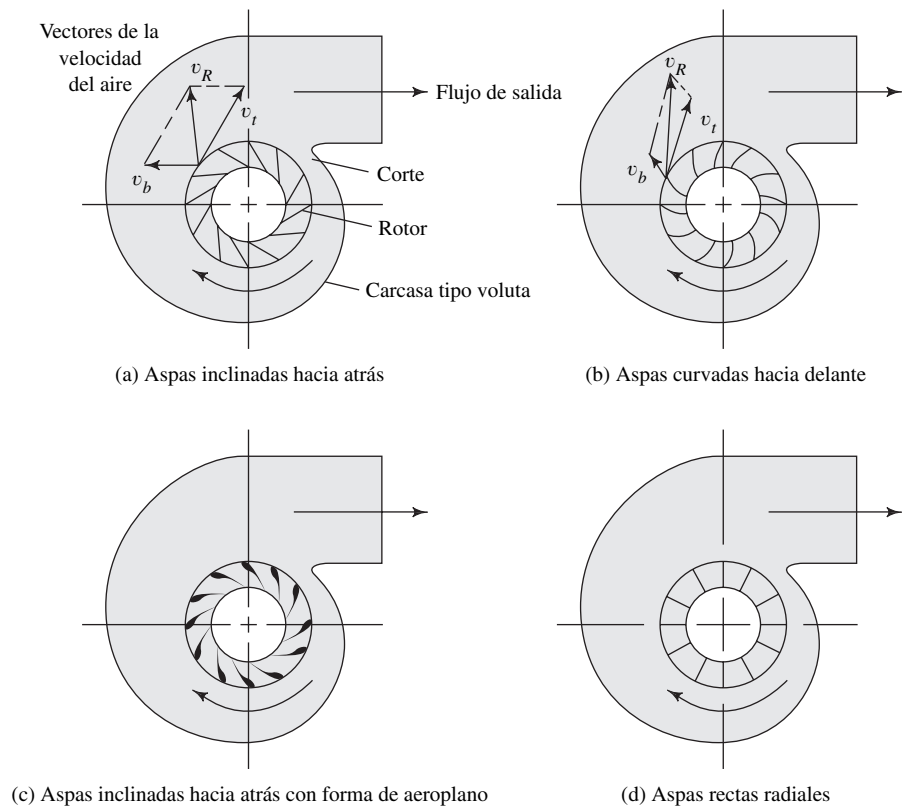 Vectores de la
velocidad
del aire
v_R
v_t
v_b
Flujo de salida
Corte
Rotor
Carcasa tipo voluta
(a) Aspas inclinadas hacia atrás
v_R
v_t
v_b
(b) Aspas curvadas hacia delante
(c) Aspas inclinadas hacia atrás con forma de aeroplano
(d) Aspas rectas radiales